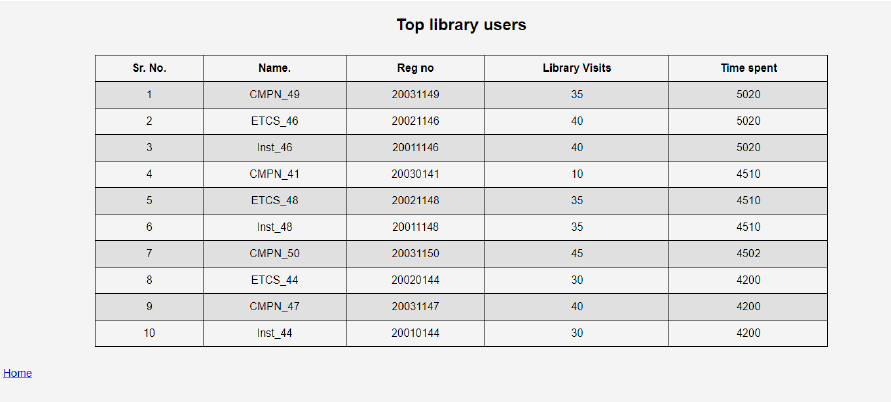 Top library users
Sr. No. Name. Reg no Library Visits Time spent
1 CMPN_49 20031149 35 5020
2 ETCS_46 20021146 40 5020
3 Inst_46 20011146 40 5020
4 CMPN_41 20030141 10 4510
5 ETCS_48 20021148 35 4510
6 Inst_48 20011148 35 4510
7 CMPN_50 20031150 45 4502
8 ETCS_44 20020144 30 4200
9 CMPN_47 20031147 40 4200
10 Inst_44 20010144 30 4200
Home